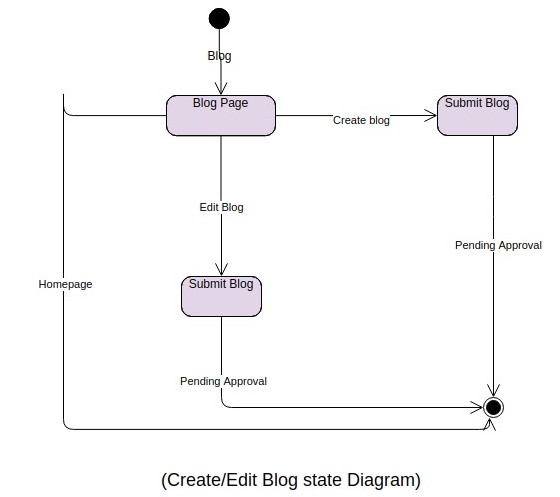 Blog
Blog Page
Submit Blog
Create blog
Edit Blog
Pending Approval
Homepage
Submit Blog
Pending Approval
(Create/Edit Blog state Diagram)